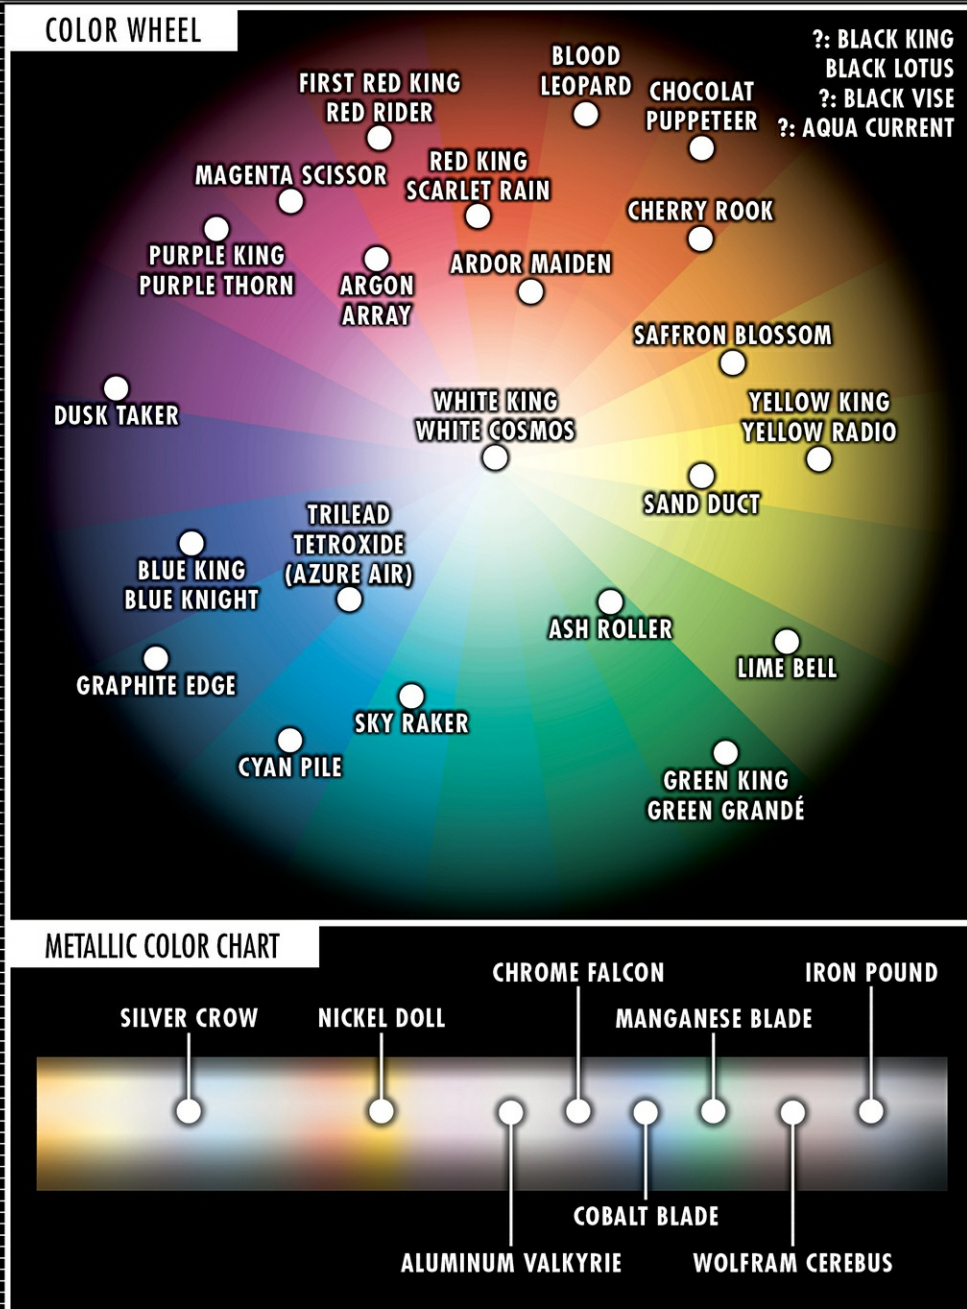 COLOR WHEEL
?: BLACK KING
BLACK LOTUS
?: BLACK VISE
?: AQUA CURRENT
BLOOD
LEOPARD
FIRST RED KING
RED RIDER
CHOCOLAT
PUPPETEER
MAGENTA SCISSOR
RED KING
SCARLET RAIN
CHERRY ROOK
PURPLE KING
PURPLE THORN
ARGON
ARRAY
ARDOR MAIDEN
SAFFRON BLOSSOM
DUSK TAKER
WHITE KING
WHITE COSMOS
YELLOW KING
YELLOW RADIO
SAND DUCT
TRILEAD
TETROXIDE
(AZURE AIR)
BLUE KING
BLUE KNIGHT
ASH ROLLER
LIME BELL
GRAPHITE EDGE
SKY RAKER
CYAN PILE
GREEN KING
GREEN GRANDÉ
METALLIC COLOR CHART
CHROME FALCON
IRON POUND
SILVER CROW
NICKEL DOLL
MANGANESE BLADE
COBALT BLADE
ALUMINUM VALKYRIE
WOLFRAM CEREBUS